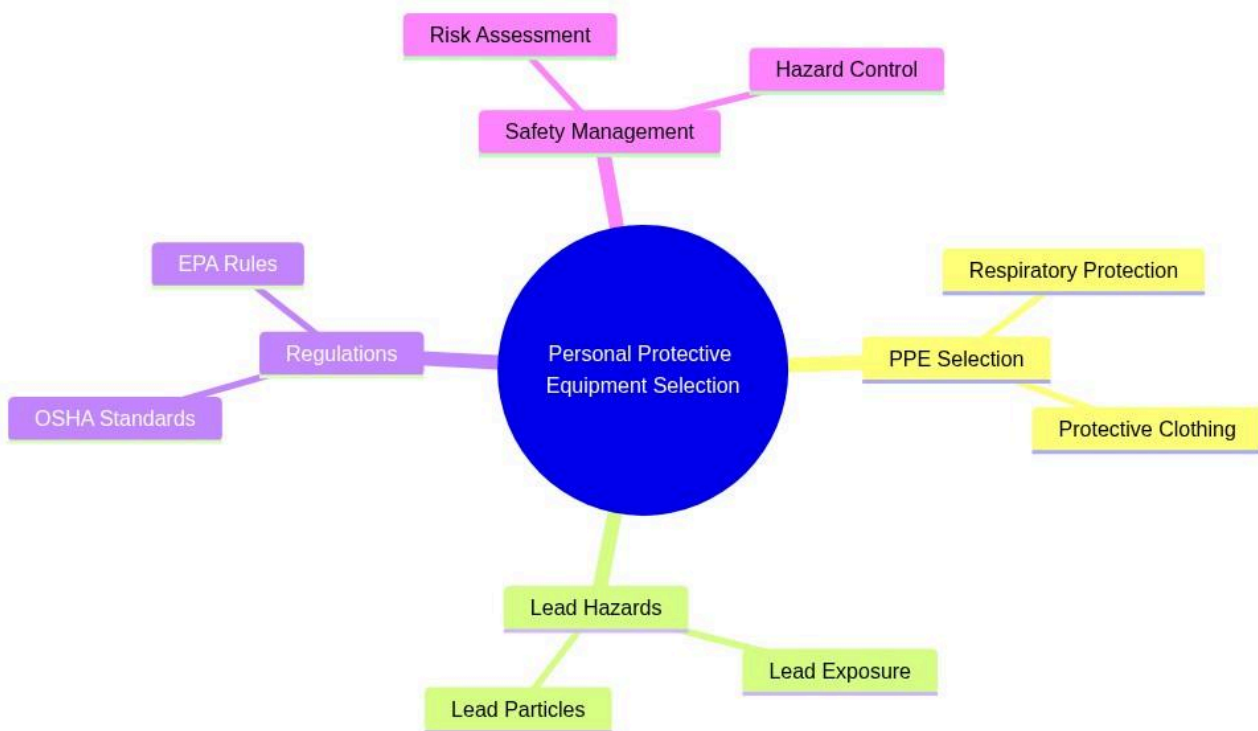 Risk Assessment
Hazard Control
Safety Management
EPA Rules
Respiratory Protection
Regulations
Personal Protective
Equipment Selection
PPE Selection
OSHA Standards
Protective Clothing
Lead Hazards
Lead Exposure
Lead Particles